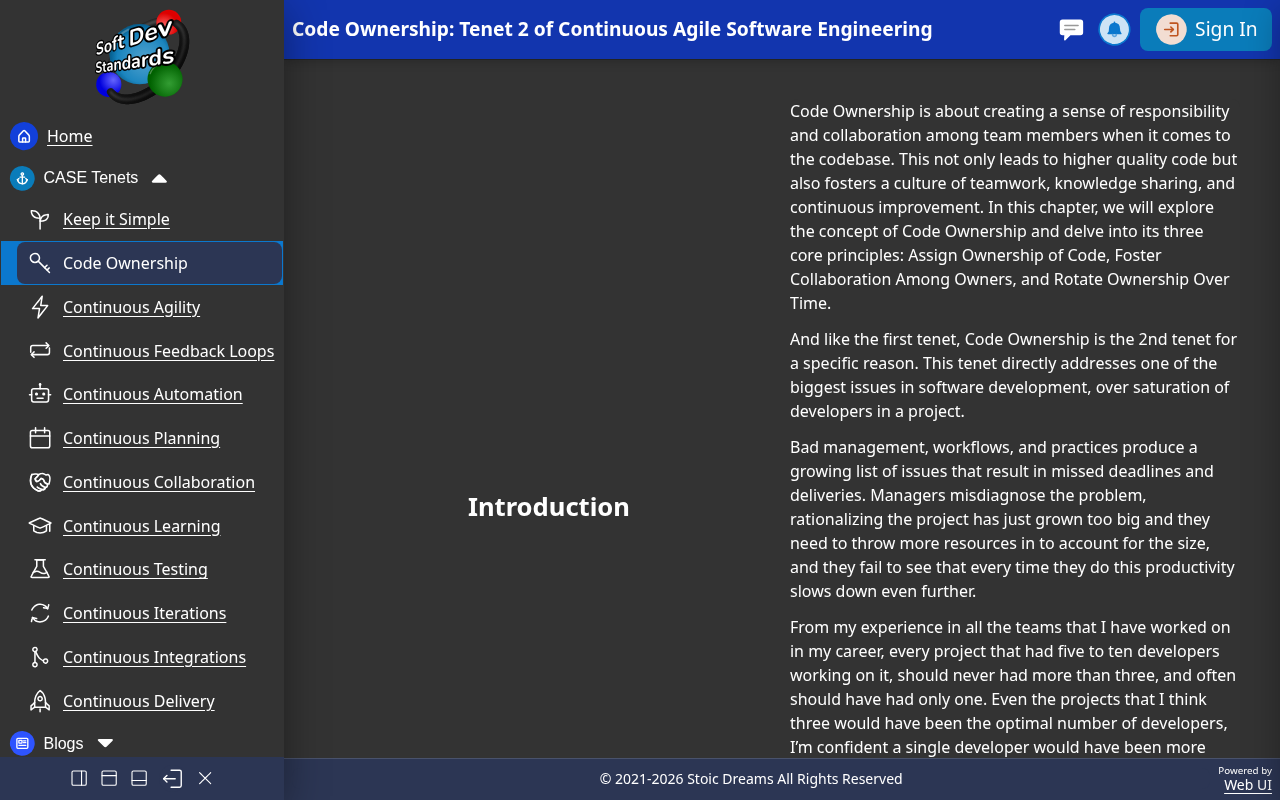 Soft Dev
Standards
Home
CASE Tenets
Keep it Simple
Code Ownership
Continuous Agility
Continuous Feedback Loops
Continuous Automation
Continuous Planning
Continuous Collaboration
Continuous Learning
Continuous Testing
Continuous Iterations
Continuous Integrations
Continuous Delivery
Blogs
Code Ownership: Tenet 2 of Continuous Agile Software Engineering
Sign In
Introduction
Code Ownership is about creating a sense of responsibility
and collaboration among team members when it comes to
the codebase. This not only leads to higher quality code but
also fosters a culture of teamwork, knowledge sharing, and
continuous improvement. In this chapter, we will explore
the concept of Code Ownership and delve into its three
core principles: Assign Ownership of Code, Foster
Collaboration Among Owners, and Rotate Ownership Over
Time.
And like the first tenet, Code Ownership is the 2nd tenet for
a specific reason. This tenet directly addresses one of the
biggest issues in software development, over saturation of
developers in a project.
Bad management, workflows, and practices produce a
growing list of issues that result in missed deadlines and
deliveries. Managers misdiagnose the problem,
rationalizing the project has just grown too big and they
need to throw more resources in to account for the size,
and they fail to see that every time they do this productivity
slows down even further.
From my experience in all the teams that I have worked on
in my career, every project that had five to ten developers
working on it, should never had more than three, and often
should have had only one. Even the projects that I think
three would have been the optimal number of developers,
I’m confident a single developer would have been more
© 2021-2026 Stoic Dreams All Rights Reserved
Powered by
Web UI